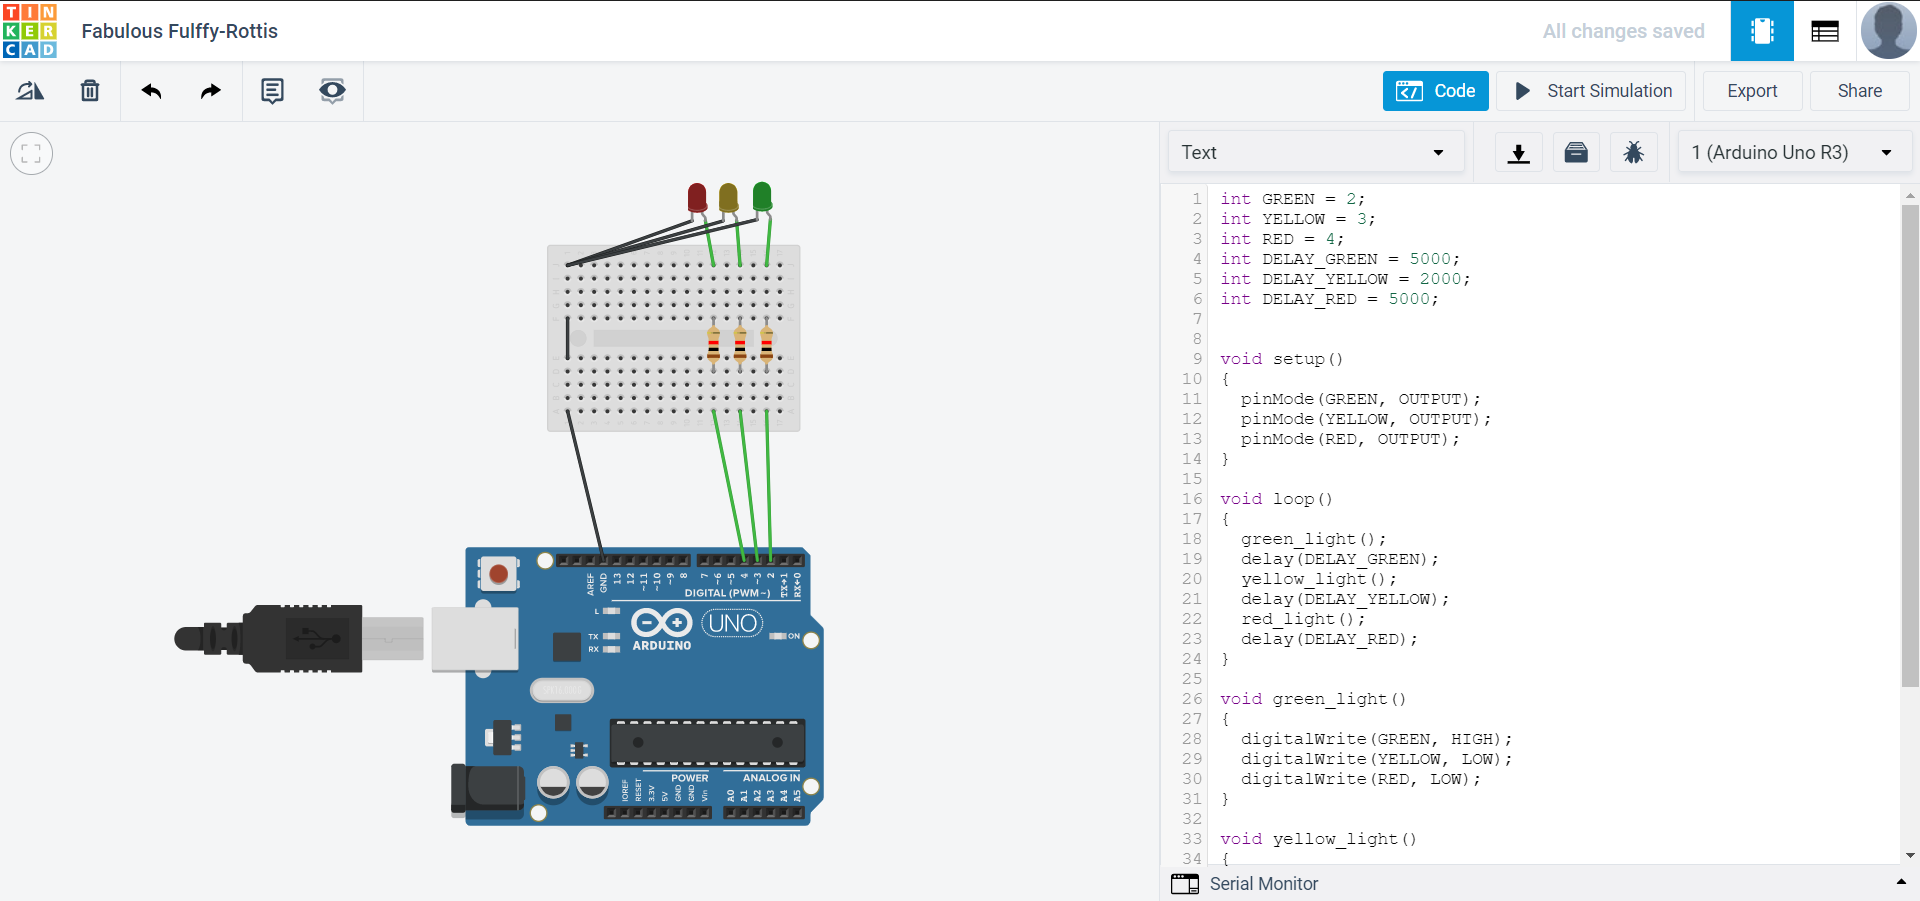 TIN
KER
CAD
Fabulous Fulffy-Rottis
All changes saved
Code
Start Simulation
Export
Share
Text
1 (Arduino Uno R3)
1 int GREEN = 2;
2 int YELLOW = 3;
3 int RED = 4;
4 int DELAY_GREEN = 5000;
5 int DELAY_YELLOW = 2000;
6 int DELAY_RED = 5000;
7
8
9 void setup()
10 {
11 pinMode(GREEN, OUTPUT);
12 pinMode(YELLOW, OUTPUT);
13 pinMode(RED, OUTPUT);
14 }
15
16 void loop()
17 {
18 green_light();
19 delay(DELAY_GREEN);
20 yellow_light();
21 delay(DELAY_YELLOW);
22 red_light();
23 delay(DELAY_RED);
24 }
25
26 void green_light()
27 {
28 digitalWrite(GREEN, HIGH);
29 digitalWrite(YELLOW, LOW);
30 digitalWrite(RED, LOW);
31 }
32
33 void yellow_light()
34 {
Serial Monitor
AREF GND 13 12 ~11 ~10 ~9 8 7 ~6 ~5 4 ~3 2 TX→1 RX←0
DIGITAL (PWM~)
L
TX
RX
UNO
ARDUINO
ON
POWER
ANALOG IN
IOREF RESET 3.3V 5V GND GND Vin A0 A1 A2 A3 A4 A5